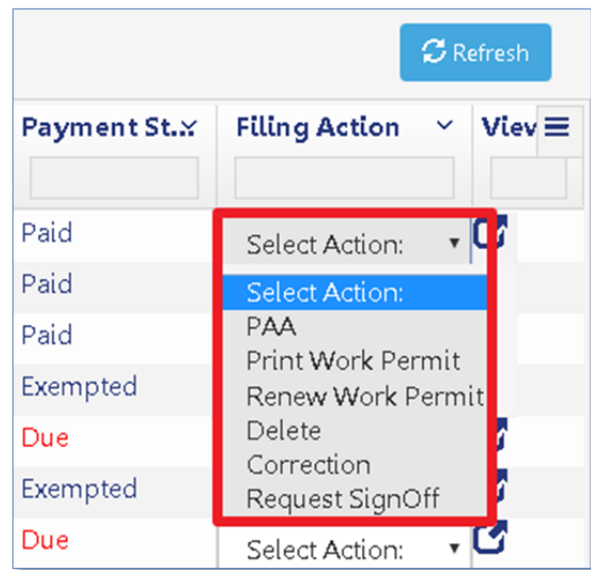 Refresh
Payment St.. Filing Action View
Paid Select Action:
Paid Select Action:
PAA
Paid Print Work Permit
Exempted Renew Work Permit
Due Delete
Correction
Exempted Request SignOff
Due Select Action: